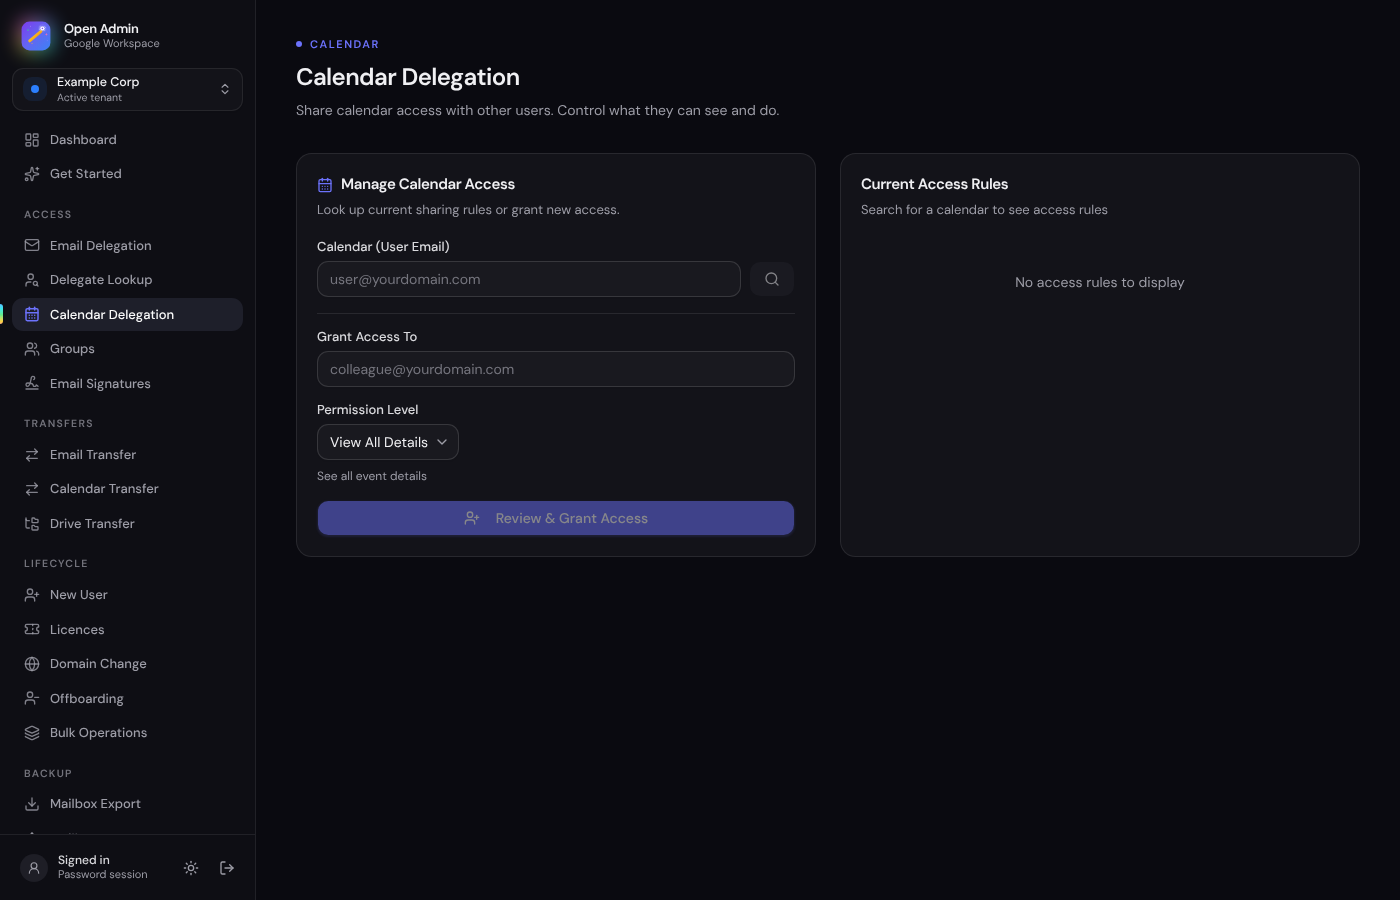 Open Admin
Google Workspace
Example Corp
Active tenant
Dashboard
Get Started
ACCESS
Email Delegation
Delegate Lookup
Calendar Delegation
Groups
Email Signatures
TRANSFERS
Email Transfer
Calendar Transfer
Drive Transfer
LIFECYCLE
New User
Licences
Domain Change
Offboarding
Bulk Operations
BACKUP
Mailbox Export
Signed in
Password session
CALENDAR
Calendar Delegation
Share calendar access with other users. Control what they can see and do.
Manage Calendar Access
Look up current sharing rules or grant new access.
Calendar (User Email)
user@yourdomain.com
Grant Access To
colleague@yourdomain.com
Permission Level
View All Details
See all event details
Review & Grant Access
Current Access Rules
Search for a calendar to see access rules
No access rules to display